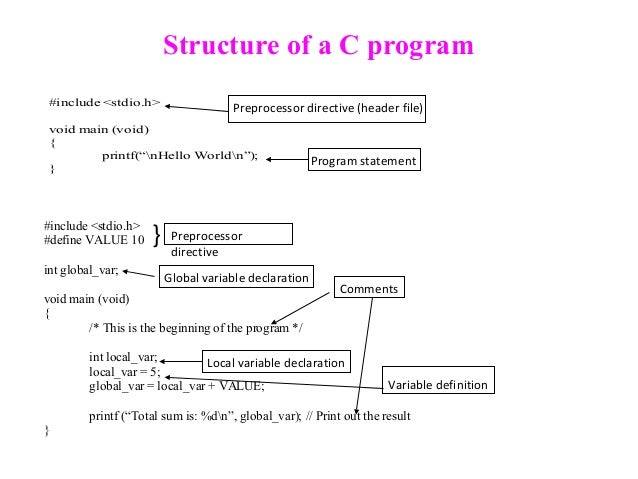 Structure of a C program
#include <stdio.h>
Preprocessor directive (header file)
void main (void)
{
printf(“\nHello World\n”);
Program statement
}
#include <stdio.h>
#define VALUE 10
}
Preprocessor
directive
int global_var;
Global variable declaration
Comments
void main (void)
{
/* This is the beginning of the program */
int local_var;
Local variable declaration
local_var = 5;
global_var = local_var + VALUE;
Variable definition
printf (“Total sum is: %d\n”, global_var); // Print out the result
}